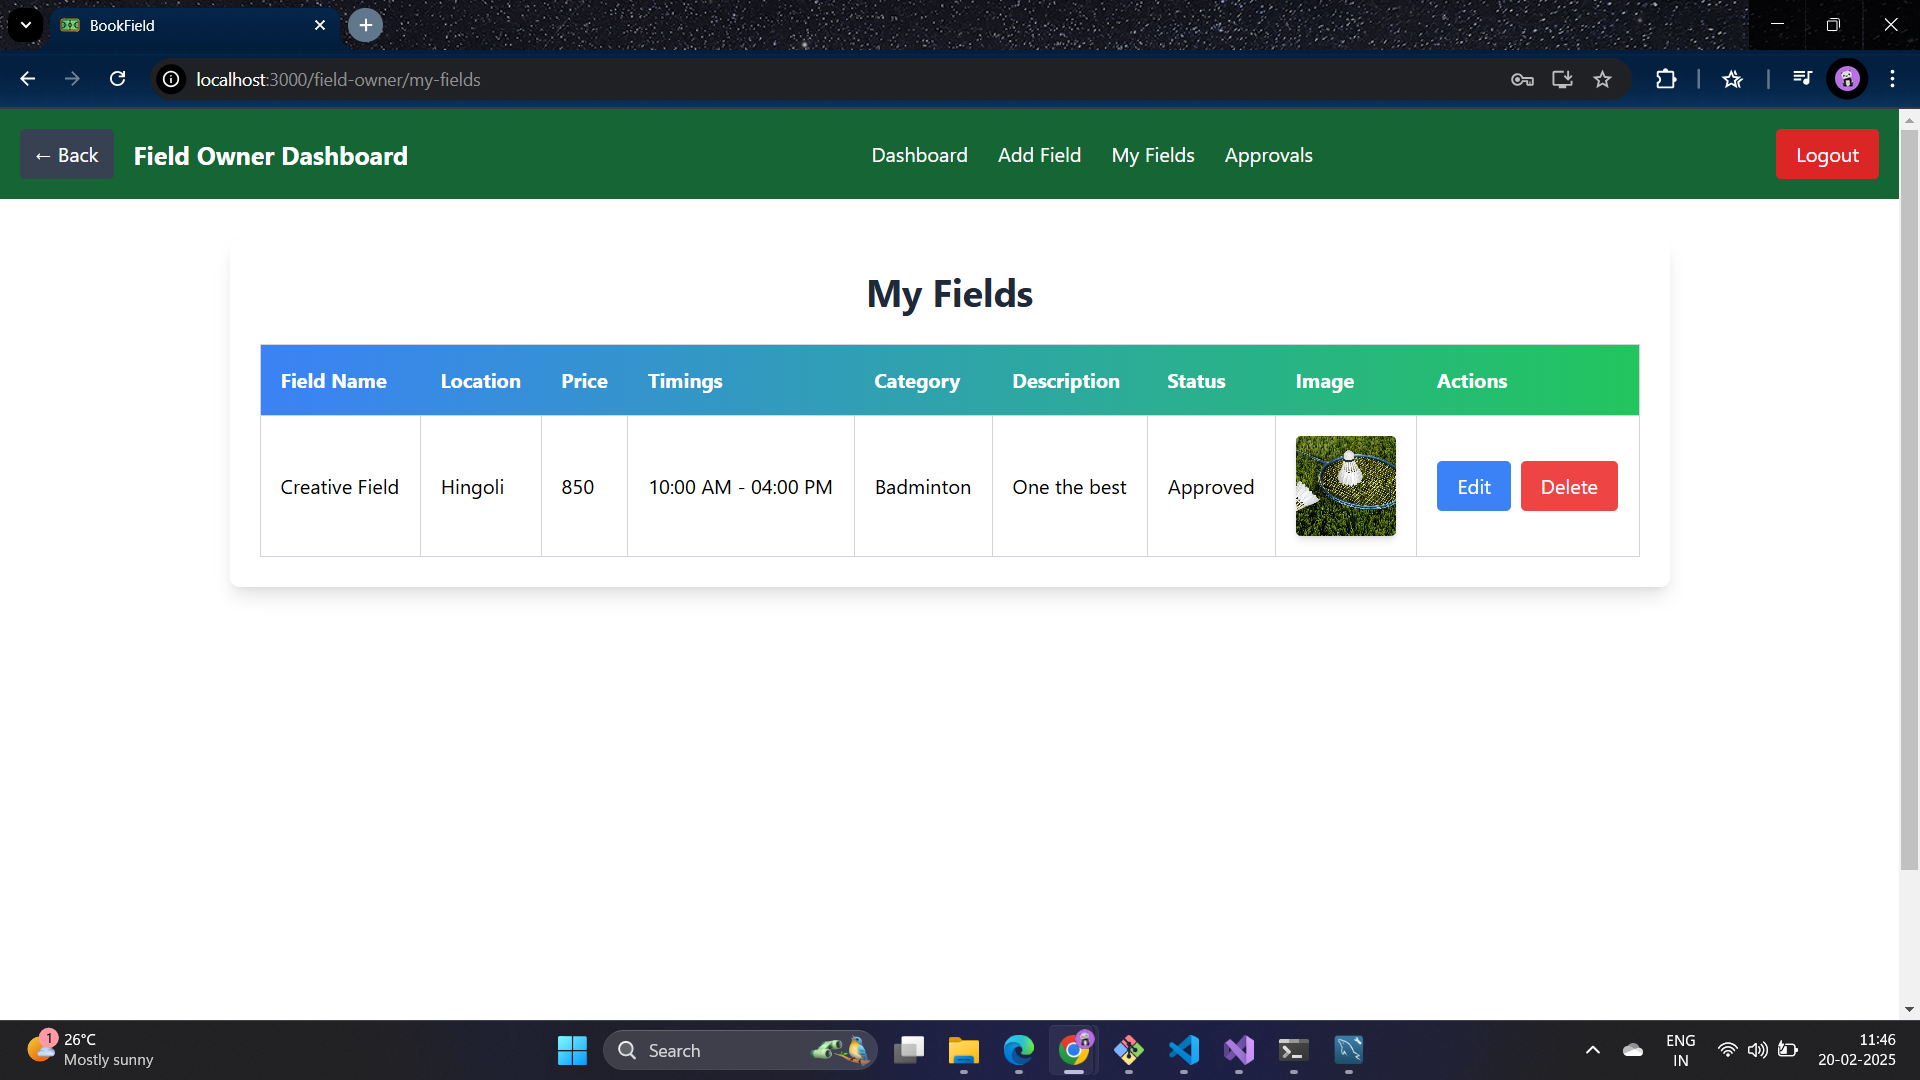 BookField
localhost:3000/field-owner/my-fields
← Back
Field Owner Dashboard
Dashboard
Add Field
My Fields
Approvals
Logout
My Fields
Field Name Location Price Timings Category Description Status Image Actions
Creative Field Hingoli 850 10:00 AM - 04:00 PM Badminton One the best Approved Edit Delete
1
26°C
Mostly sunny
Search
ENG
IN
11:46
20-02-2025